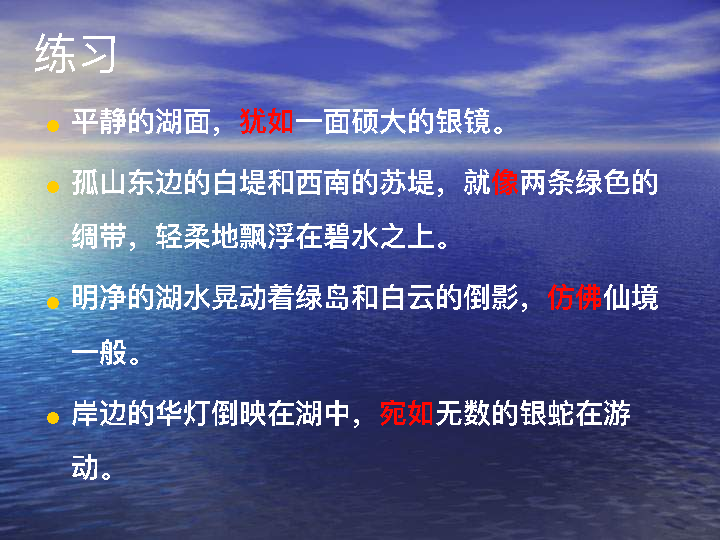 练习
平静的湖面，犹如一面硕大的银镜。
孤山东边的白堤和西南的苏堤，就像两条绿色的
绸带，轻柔地飘浮在碧水之上。
明净的湖水晃动着绿岛和白云的倒影，仿佛仙境
一般。
岸边的华灯倒映在湖中，宛如无数的银蛇在游
动。